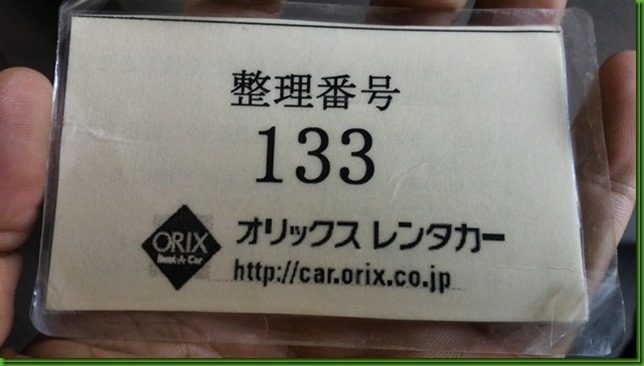 整理番号
133
ORIX
Rent-A-Car
オリックス レンタカー
http://car.orix.co.jp